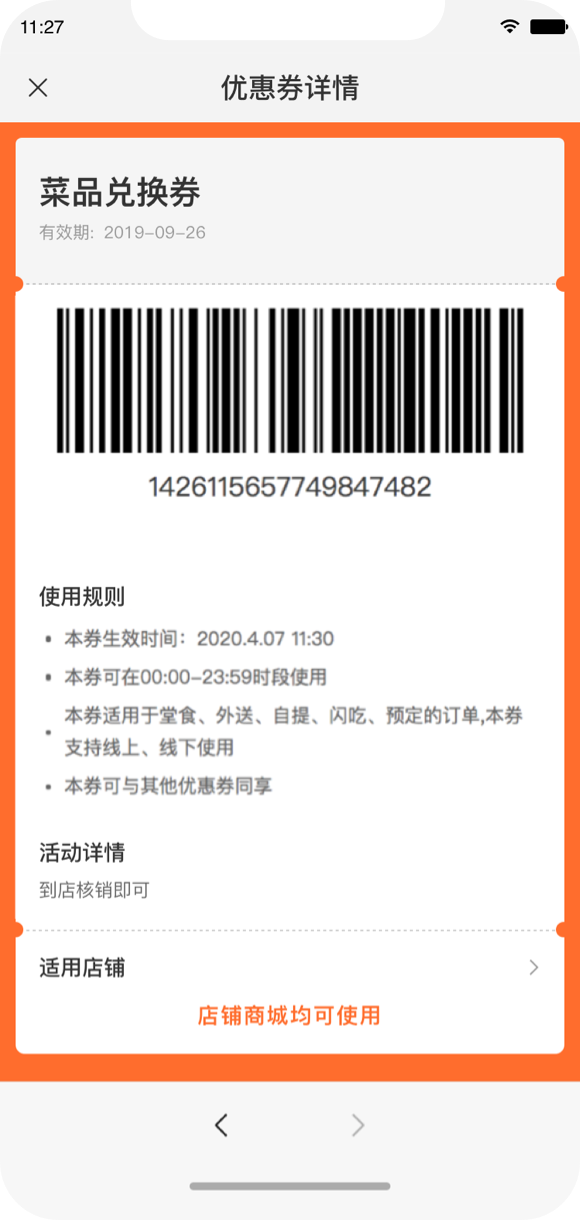 11:27
优惠券详情
菜品兑换券
有效期: 2019-09-26
1426115657749847482
使用规则
本券生效时间：2020.4.07 11:30
本券可在00:00-23:59时段使用
本券适用于堂食、外送、自提、闪吃、预定的订单,本券
支持线上、线下使用
本券可与其他优惠券同享
活动详情
到店核销即可
适用店铺
店铺商城均可使用